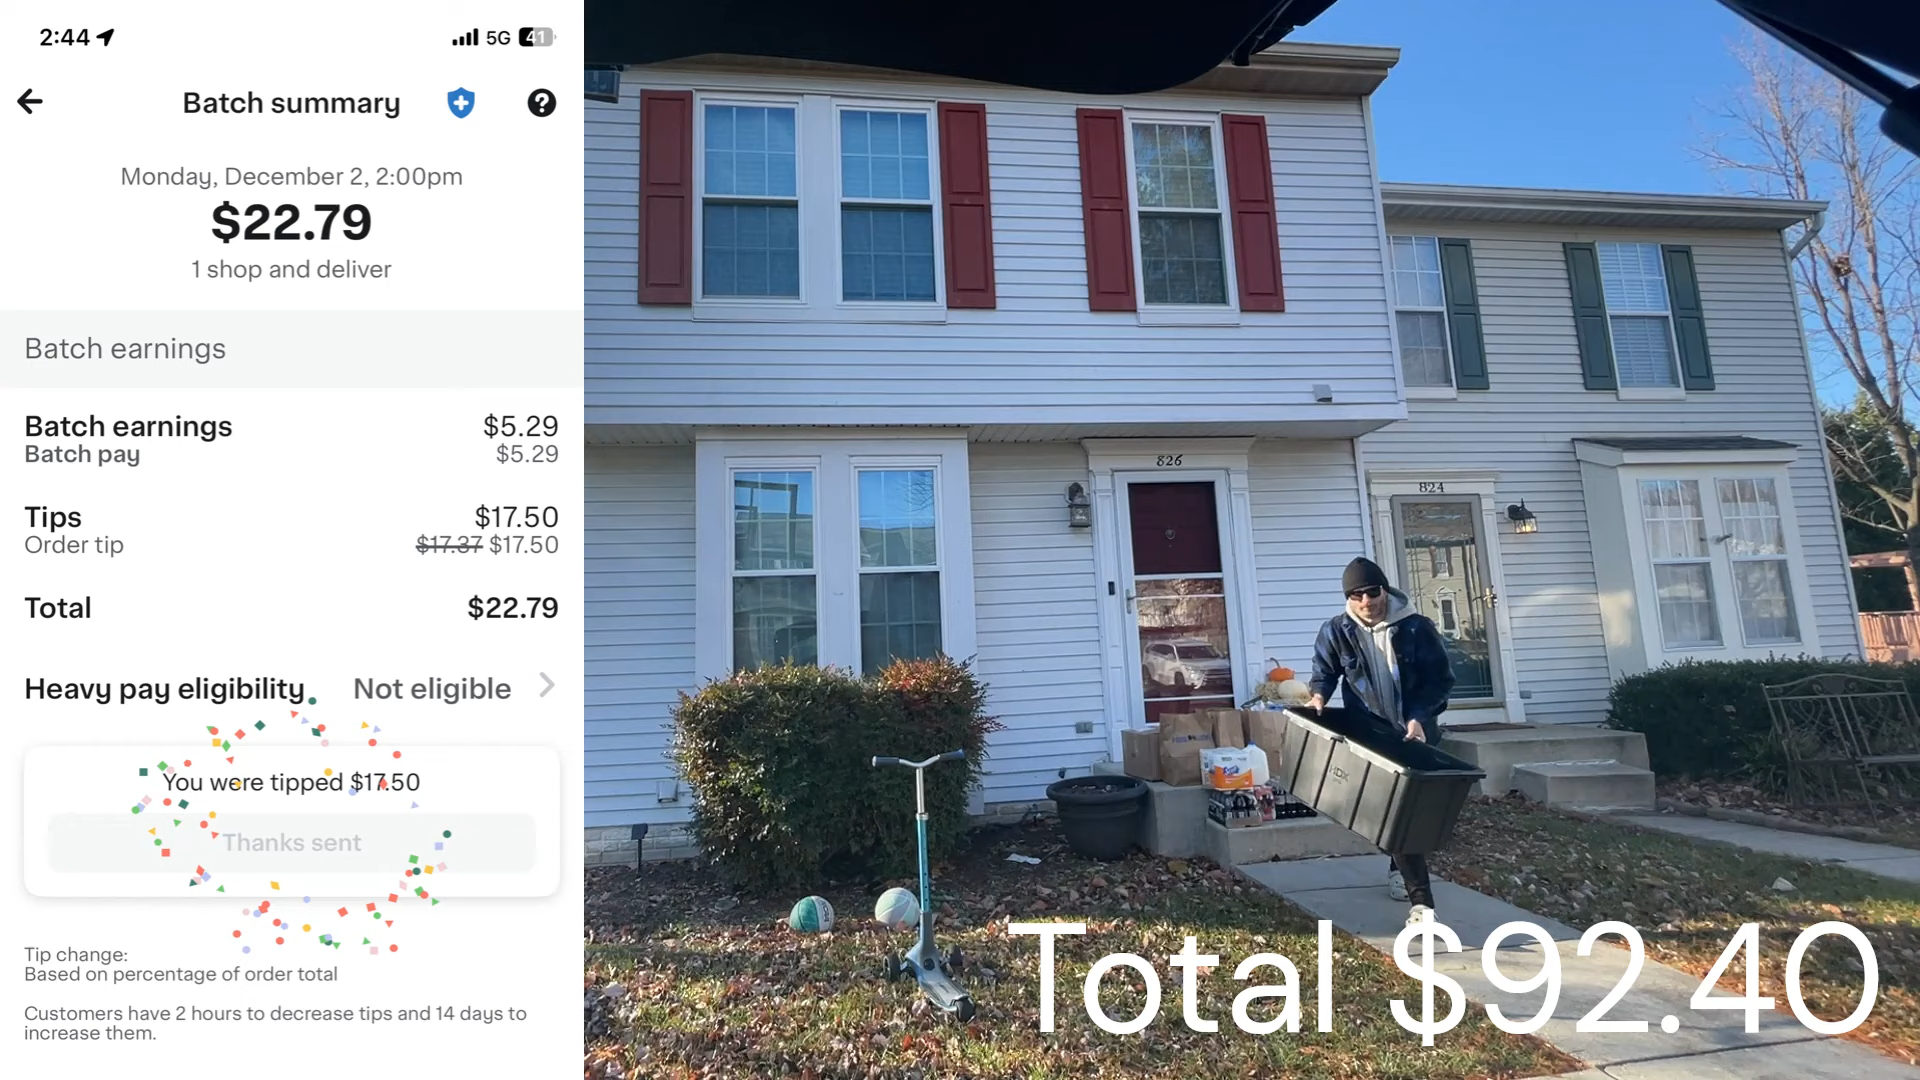 2:44
5G
41
Batch summary
Monday, December 2, 2:00pm
$22.79
1 shop and deliver
Batch earnings
Batch earnings $5.29
Batch pay $5.29
Tips $17.50
Order tip $17.37 $17.50
Total $22.79
Heavy pay eligibility Not eligible
You were tipped $17.50
Thanks sent
Tip change:
Based on percentage of order total
Customers have 2 hours to decrease tips and 14 days to
increase them.
826
824
HDX
Total $92.40